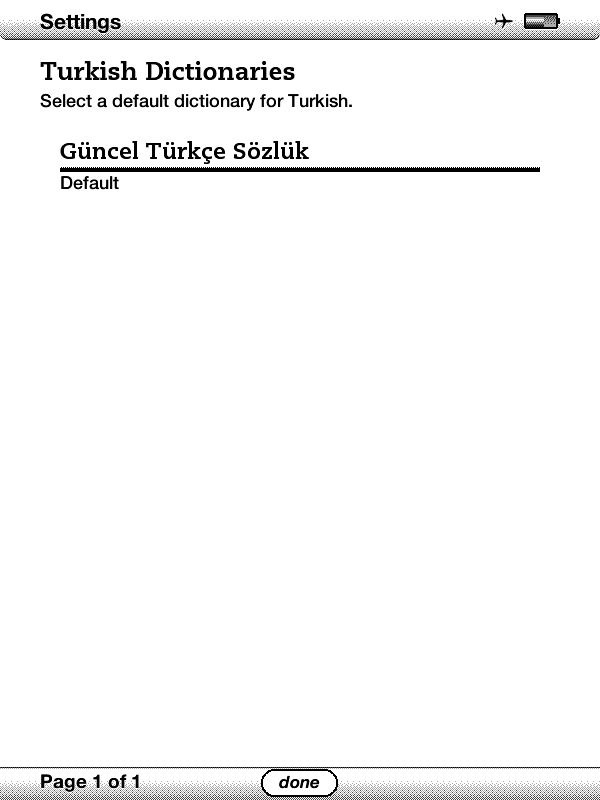 Settings
Turkish Dictionaries
Select a default dictionary for Turkish.
Güncel Türkçe Sözlük
Default
Page 1 of 1
done